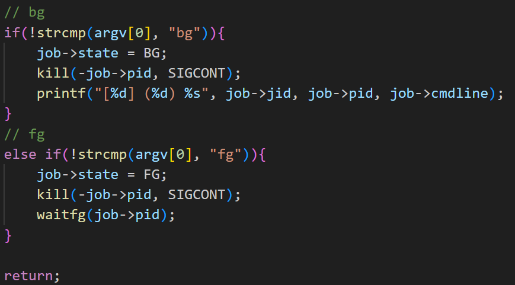 // bg
if(!strcmp(argv[0], "bg")){
    job->state = BG;
    kill(-job->pid, SIGCONT);
    printf("[%d] (%d) %s", job->jid, job->pid, job->cmdline);
}
// fg
else if(!strcmp(argv[0], "fg")){
    job->state = FG;
    kill(-job->pid, SIGCONT);
    waitfg(job->pid);
}

return;